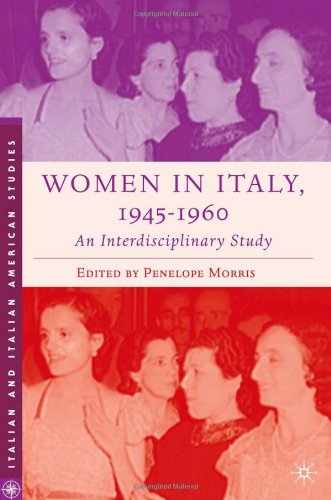 WOMEN IN ITALY,
1945-1960
An Interdisciplinary Study
EDITED BY PENELOPE MORRIS
ITALIAN AND ITALIAN AMERICAN STUDIES